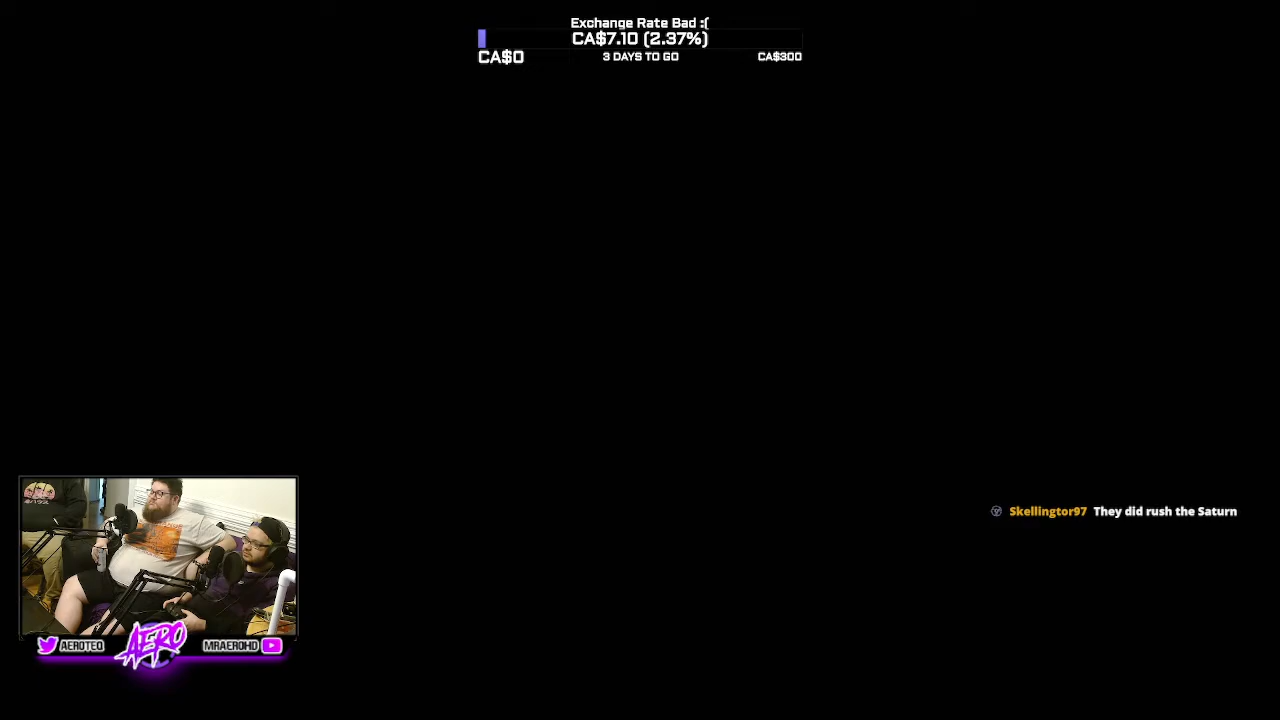 Exchange Rate Bad :(
CA$7.10 (2.37%)
CA$0 3 DAYS TO GO CA$300
Skellingtor97 They did rush the Saturn
AEROTEQ AERO MRAEROHD